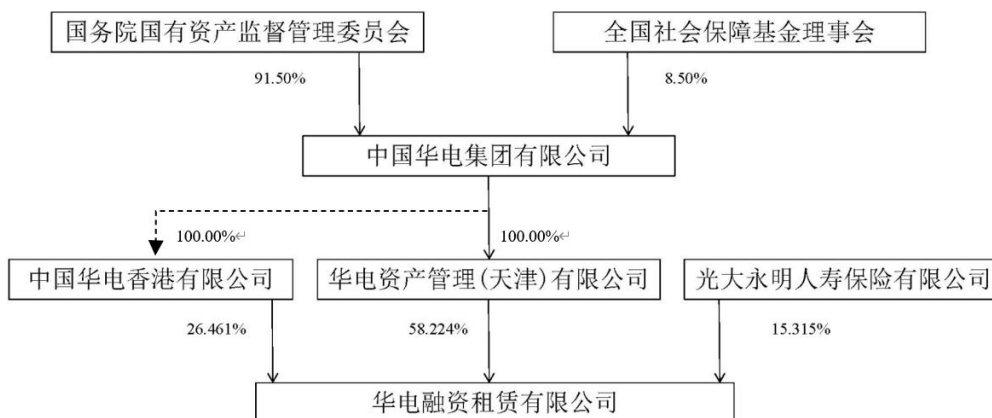 国务院国有资产监督管理委员会
全国社会保障基金理事会
91.50%
8.50%
中国华电集团有限公司
100.00%↵
100.00%↵
中国华电香港有限公司
华电资产管理(天津)有限公司
光大永明人寿保险有限公司
26.461%
58.224%
15.315%
华电融资租赁有限公司